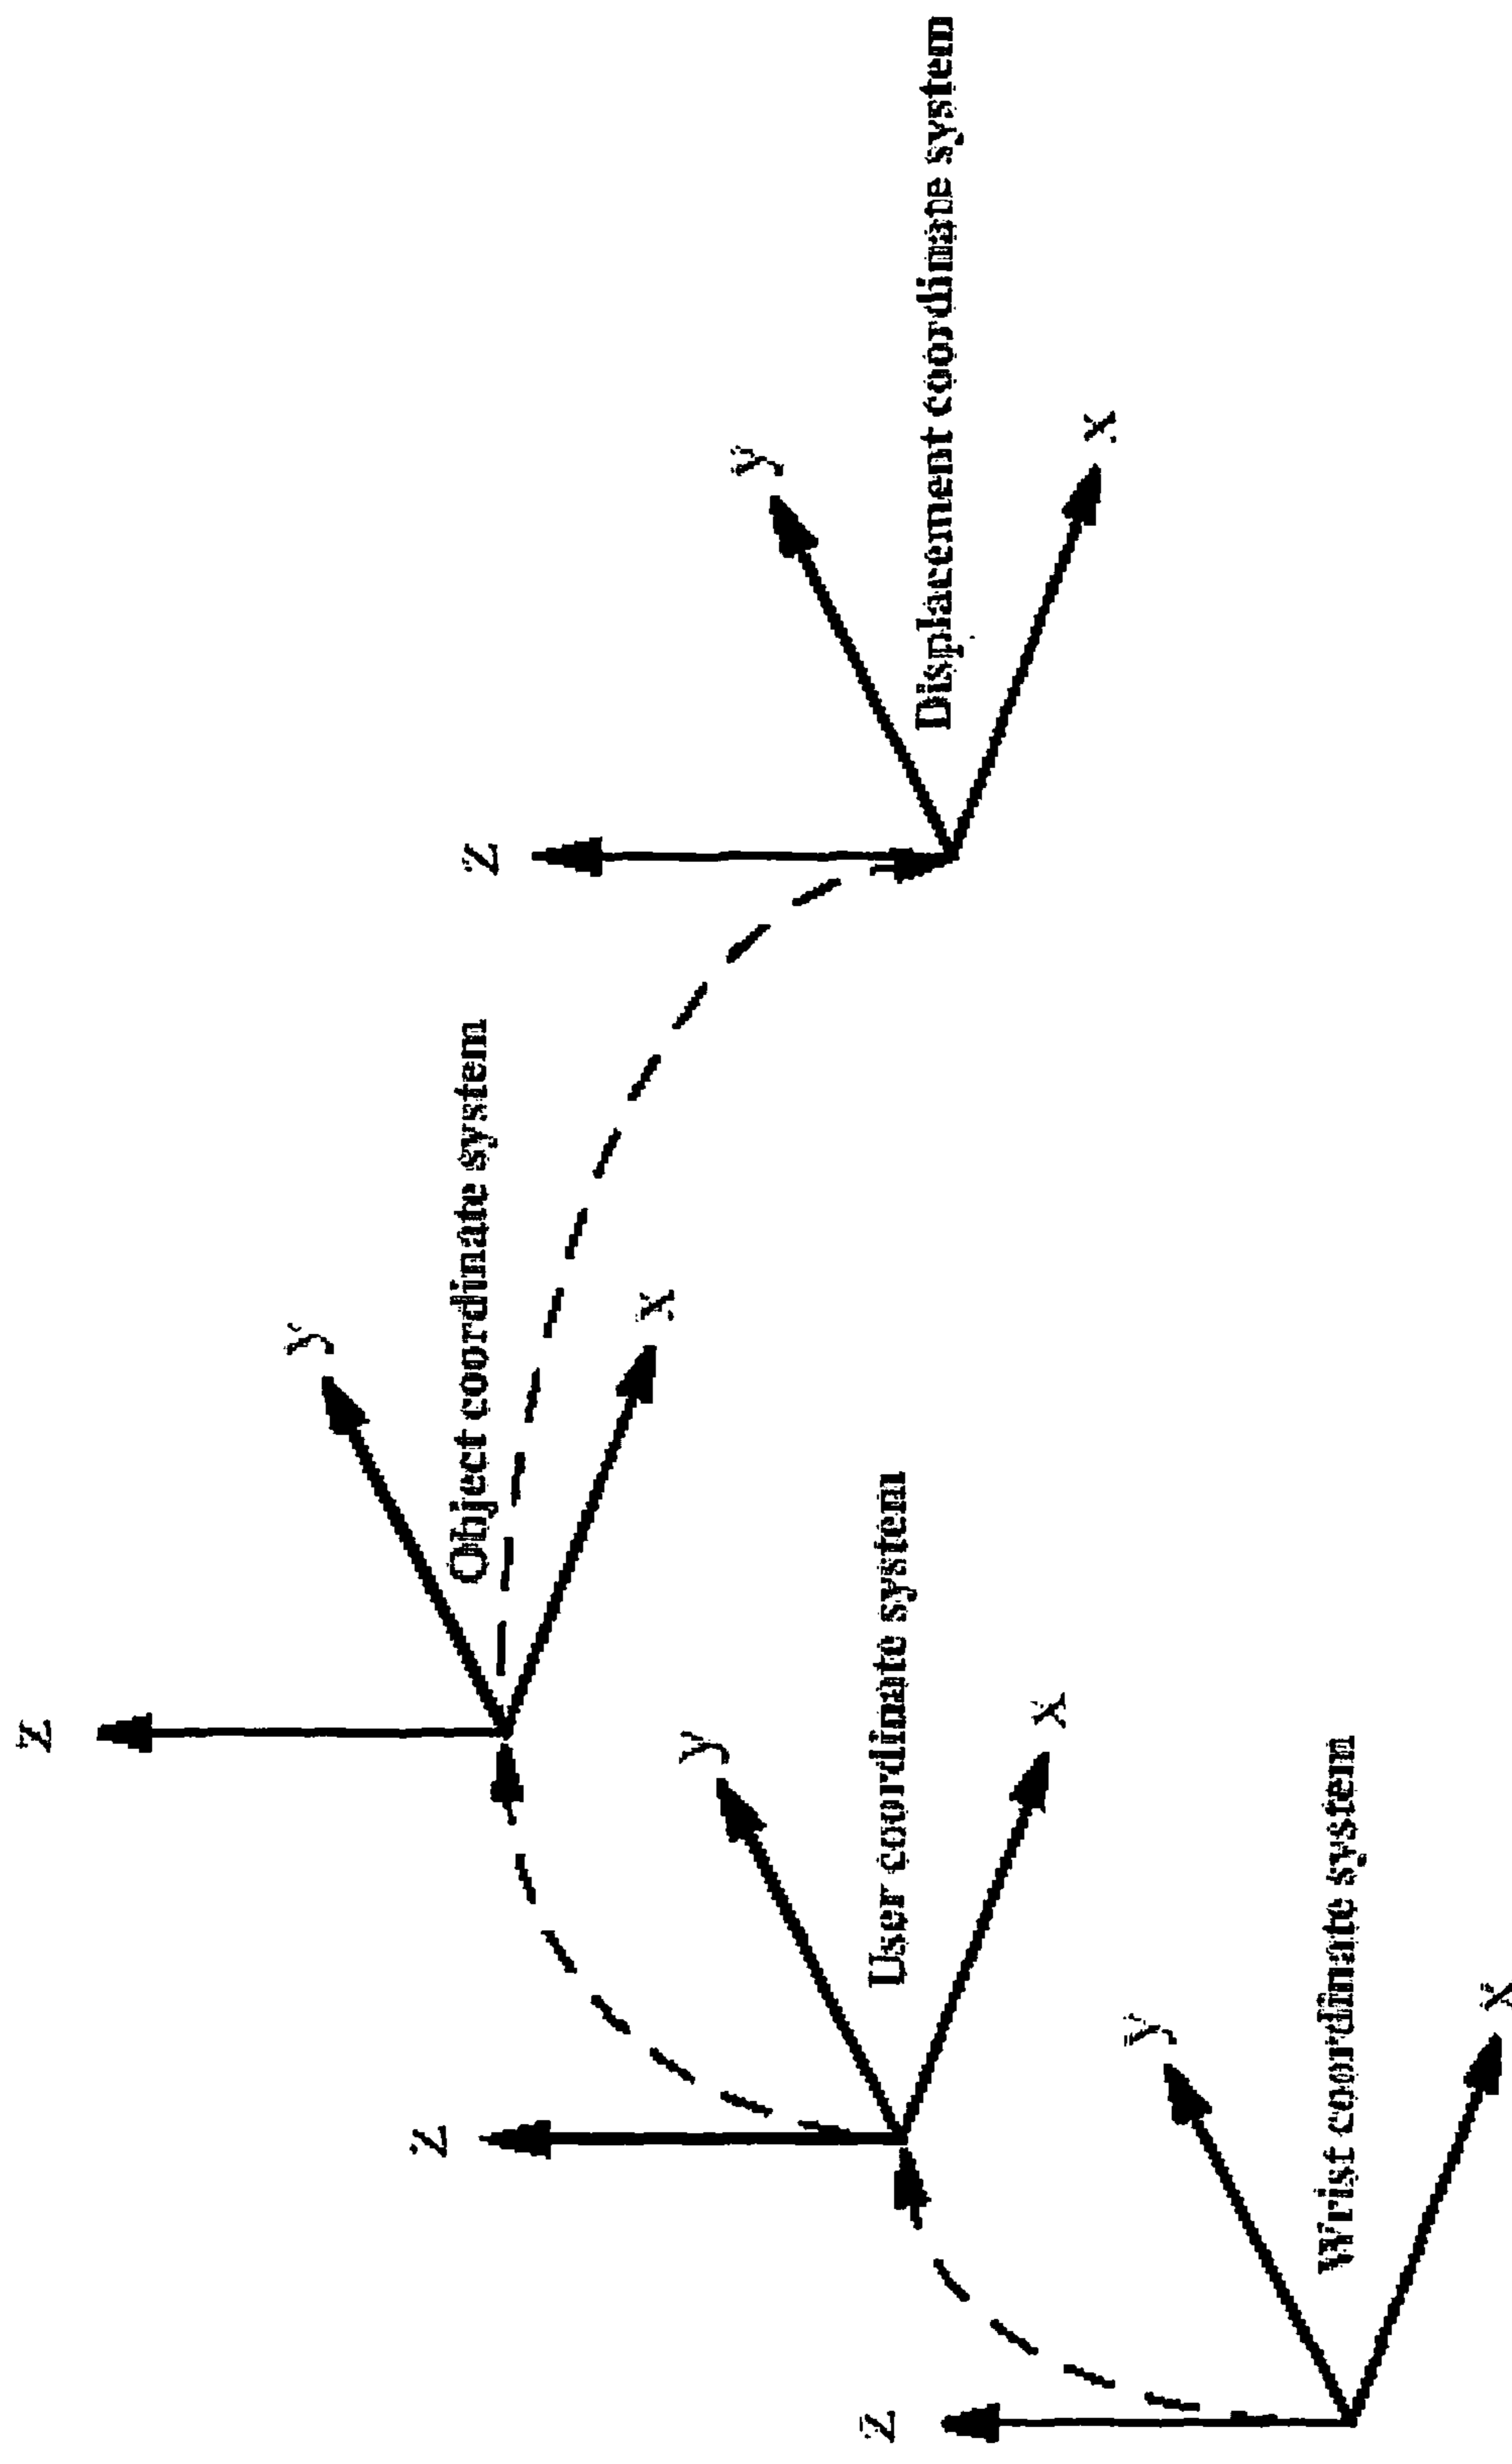 z
y
Object coordinate system
x
z
y
Displacement coordinate system
x
z
y
User coordinate system
x
z
y
Wrist coordinate system
x